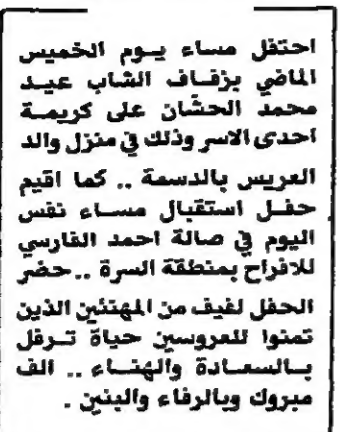 احتفل مساء يوم الخميس
الماضي بزفاف الشاب عيد
محمد الحشّان على كريمة
احدى الاسر وذلك في منزل والد
العريس بالدسمة .. كما اقيم
حفل استقبال مساء نفس
اليوم في صالة احمد الفارسي
للافراح بمنطقة السرة .. حضر
الحفل لفيف من المهنئين الذين
تمنوا للعروسين حياة ترفل
بالسعادة والهناء .. الف
مبروك وبالرفاء والبنين .